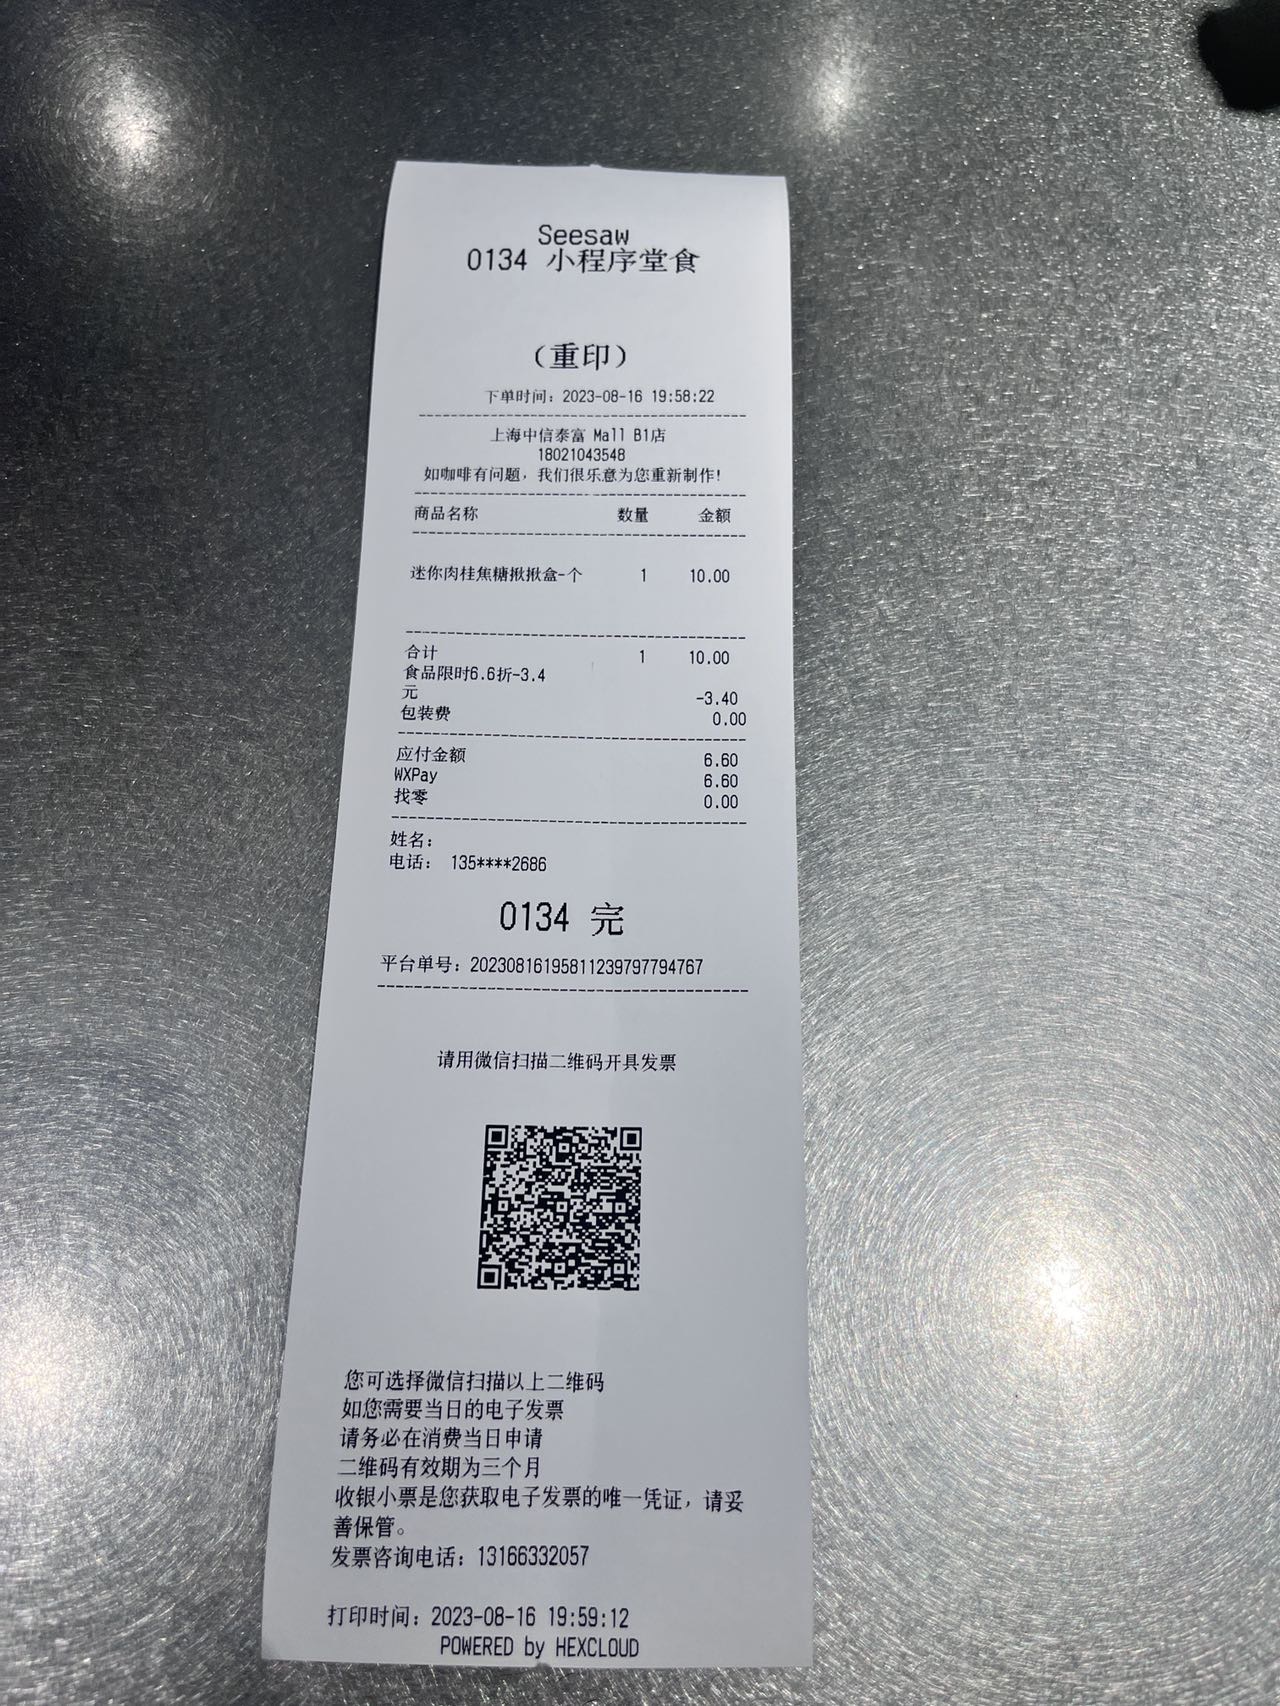 Seesaw
0134 小程序堂食
（重印）
下单时间：2023-08-16 19:58:22
上海中信泰富 Mall B1店
18021043548
如咖啡有问题，我们很乐意为您重新制作！
商品名称 数量 金额
迷你肉桂焦糖揪揪盒-个 1 10.00
合计 1 10.00
食品限时6.6折-3.4
元 -3.40
包装费 0.00
应付金额 6.60
WXPay 6.60
找零 0.00
姓名：
电话： 135****2686
0134 完
平台单号：20230816195811239797794767
请用微信扫描二维码开具发票
您可选择微信扫描以上二维码
如您需要当日的电子发票
请务必在消费当日申请
二维码有效期为三个月
收银小票是您获取电子发票的唯一凭证，请妥
善保管。
发票咨询电话：13166332057
打印时间：2023-08-16 19:59:12
POWERED by HEXCLOUD